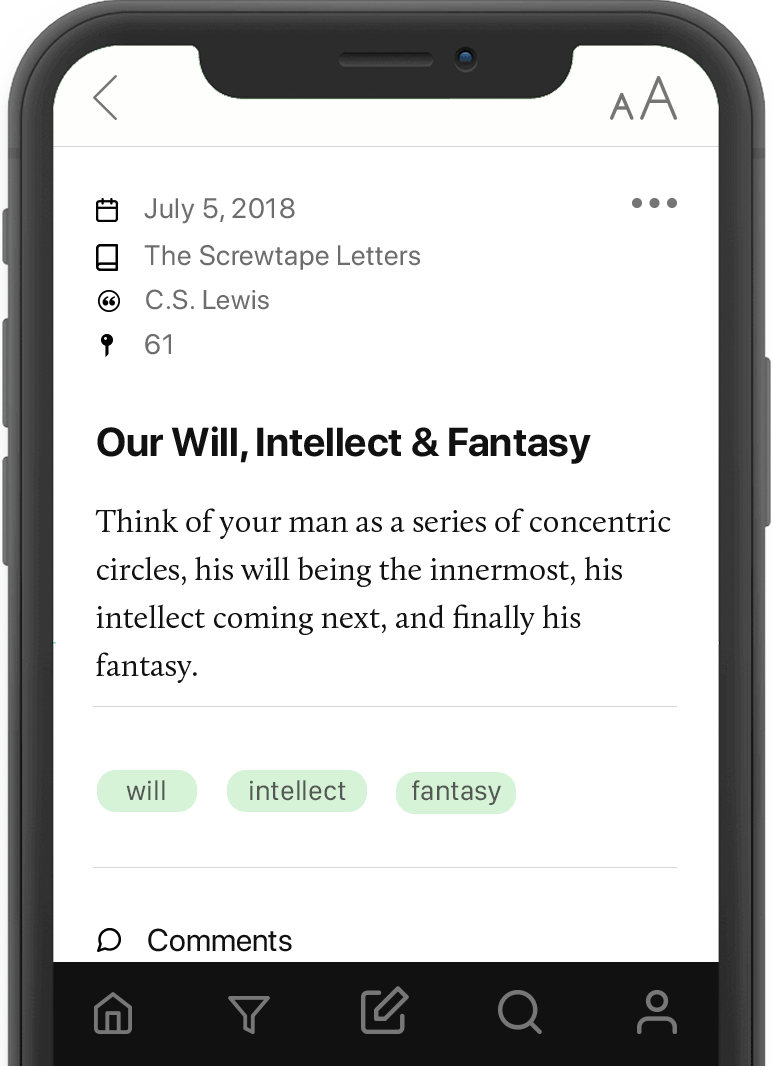 AA
July 5, 2018
The Screwtape Letters
C.S. Lewis
61
Our Will, Intellect & Fantasy
Think of your man as a series of concentric
circles, his will being the innermost, his
intellect coming next, and finally his
fantasy.
will intellect fantasy
Comments